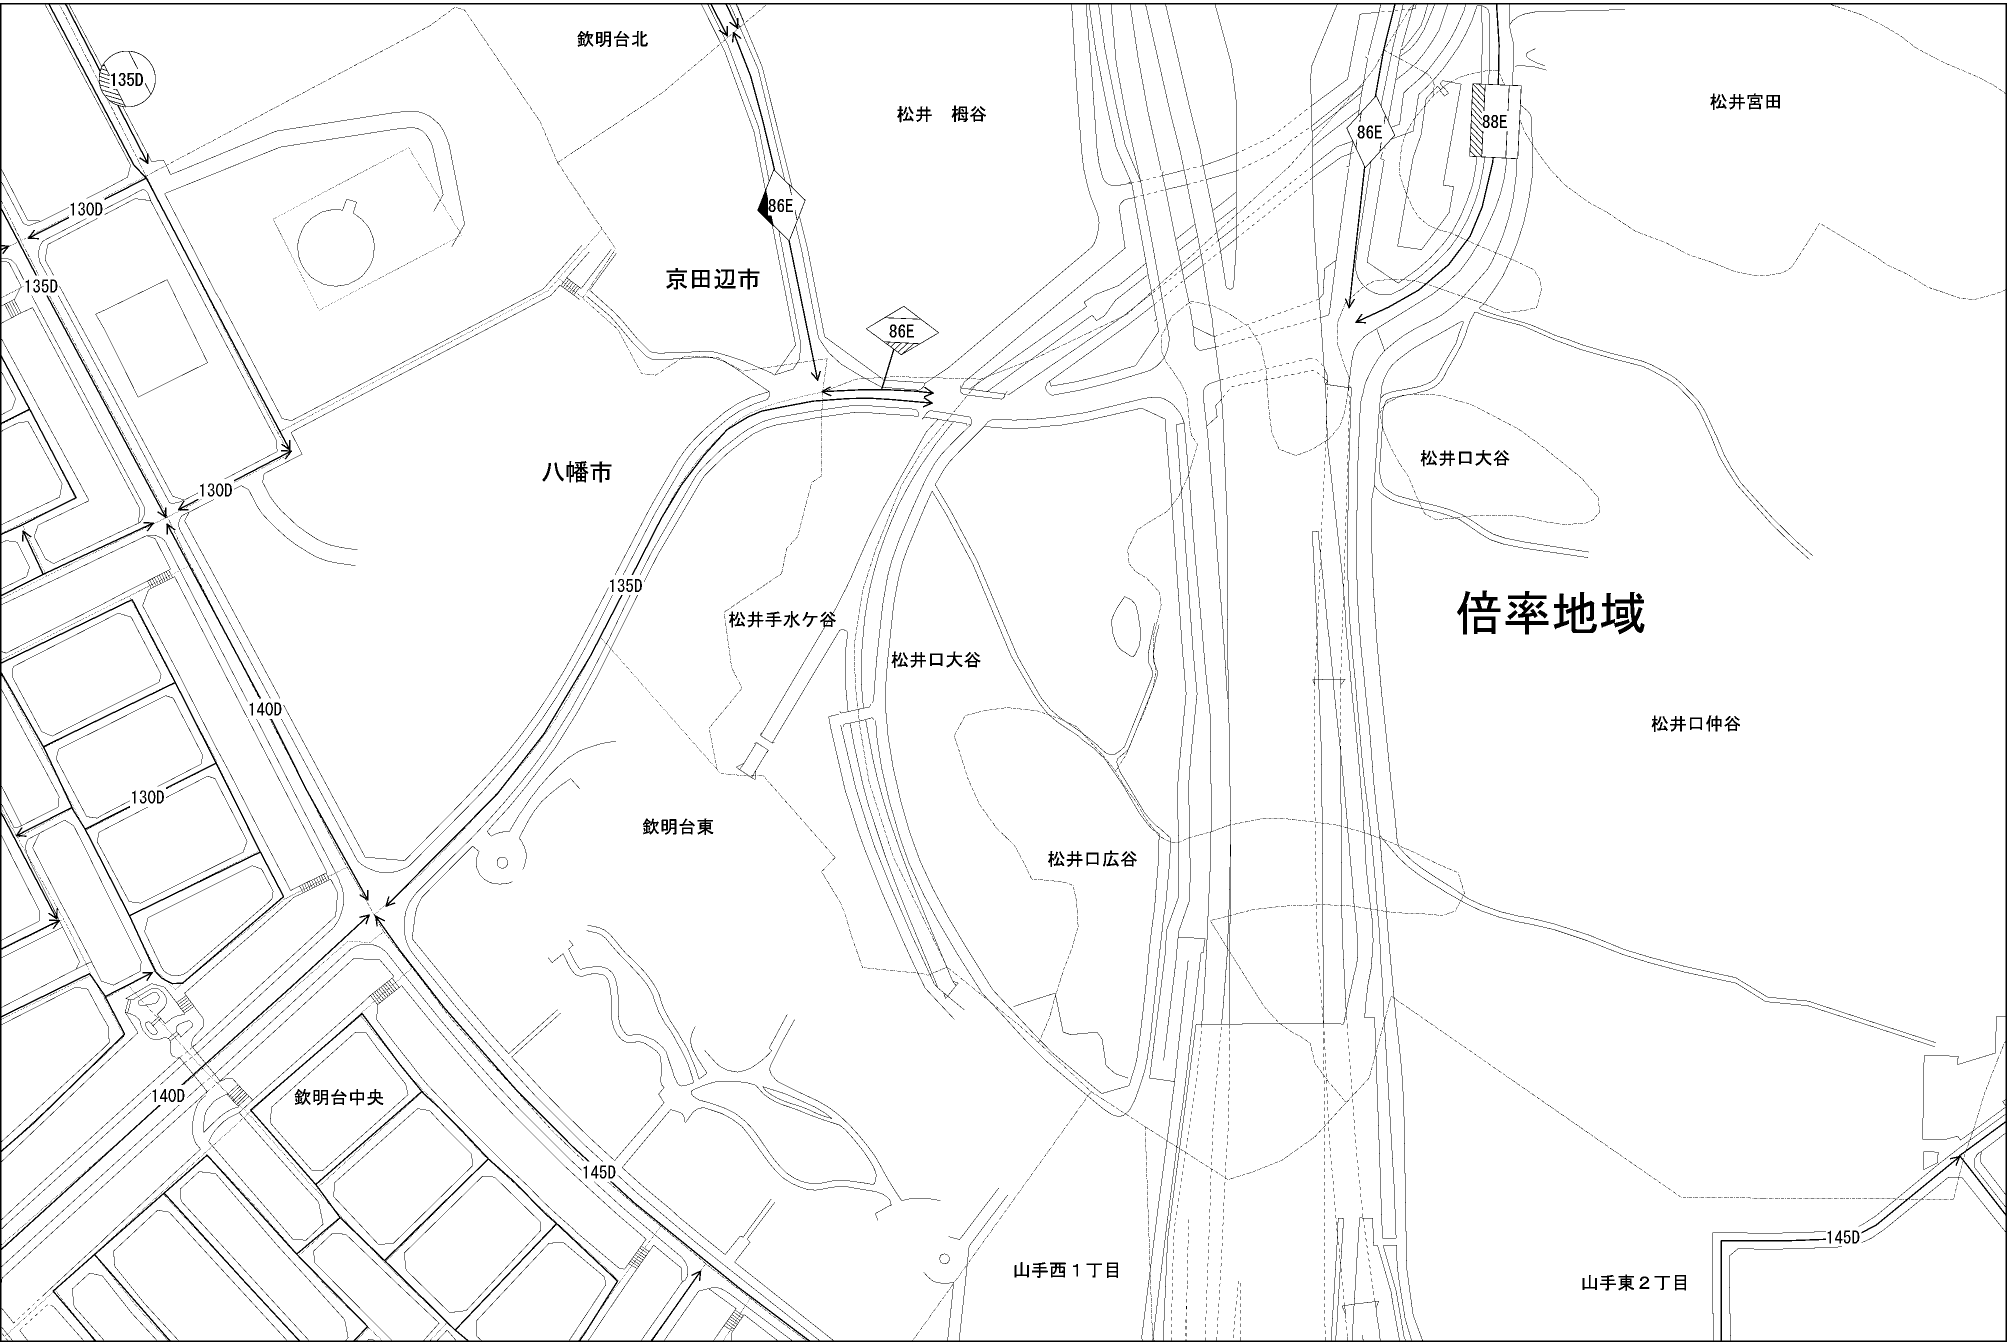 欽明台北
135D
松井宮田
松井　栂谷
88E
86E
86E
130D
京田辺市
135D
86E
松井口大谷
八幡市
130D
135D
倍率地域
松井手水ケ谷
松井口大谷
140D
松井口仲谷
130D
欽明台東
松井口広谷
140D
欽明台中央
145D
145D
山手西１丁目
山手東２丁目